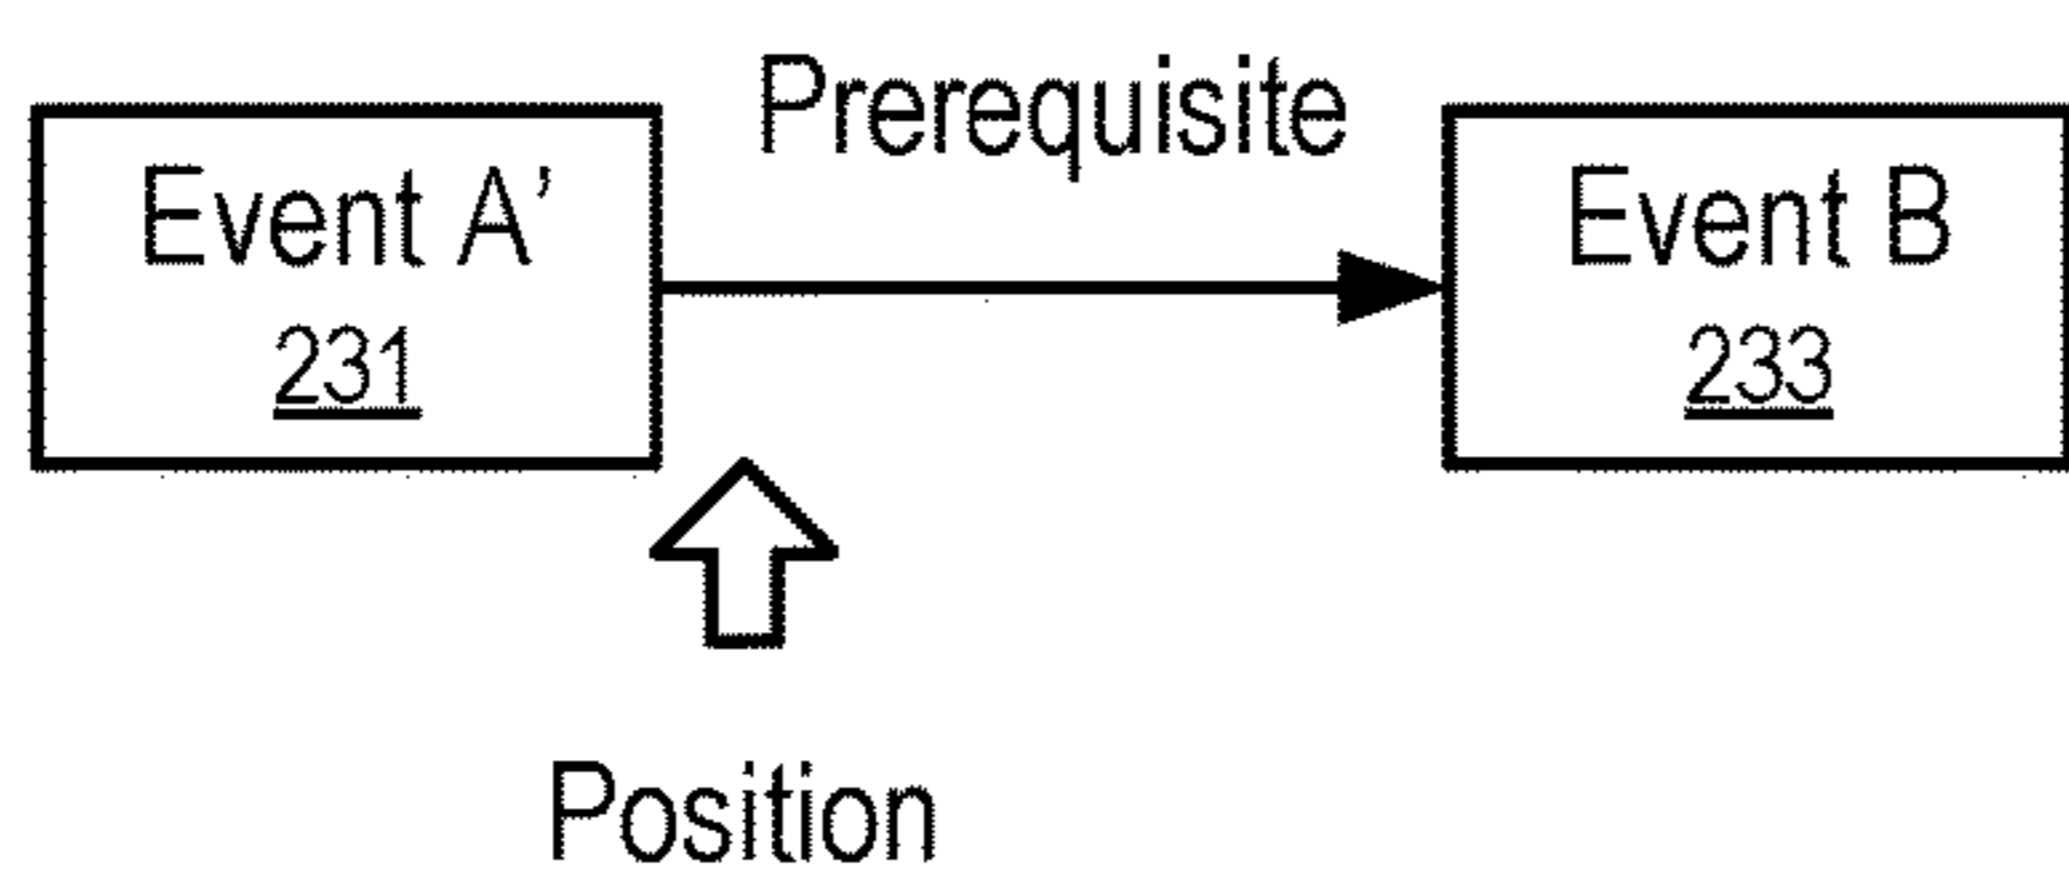 Prerequisite
Event A’
231
Event B
233
Position